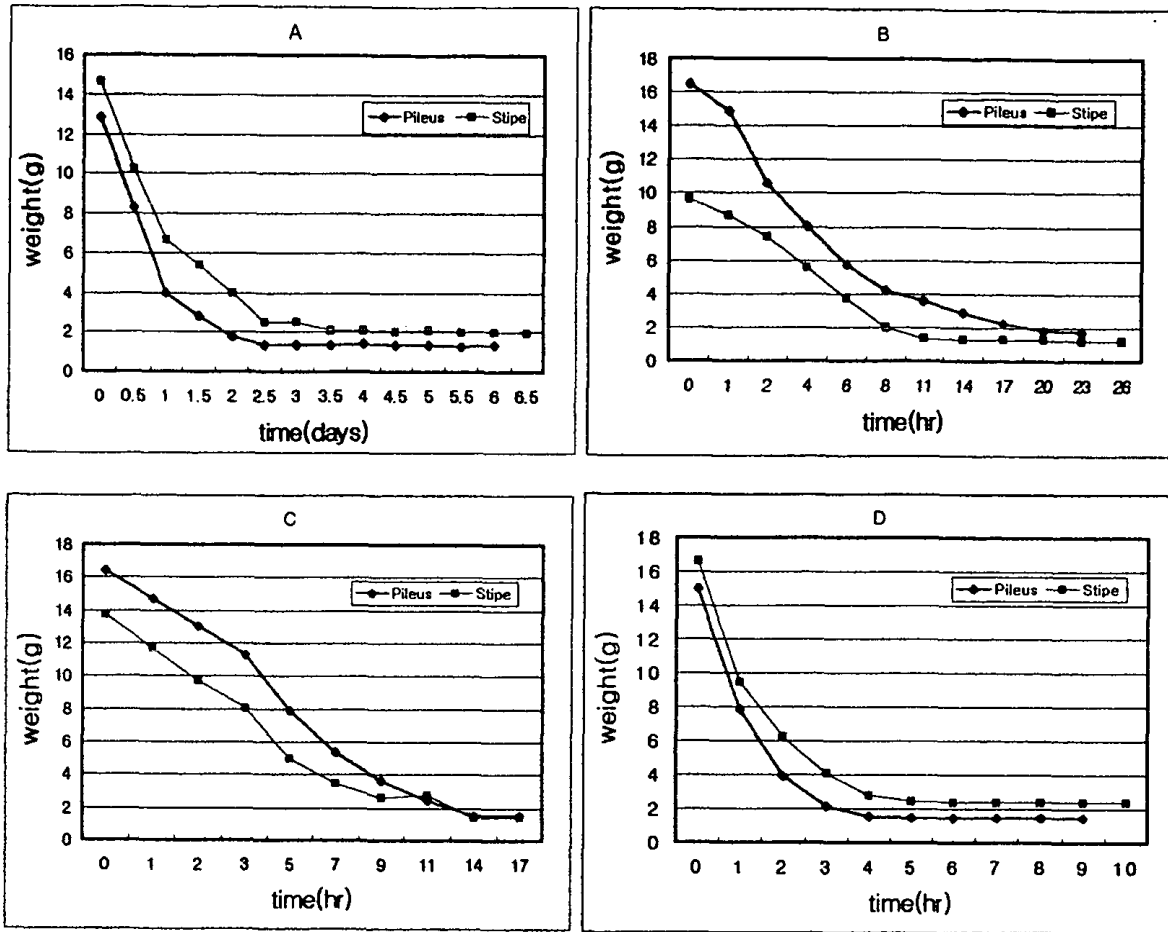 A
16
14
12
10
8
6
4
2
0
weight(g)
Pileus Stipe
0 0.5 1 1.5 2 2.5 3 3.5 4 4.5 5 5.5 6 6.5
time(days)
B
18
16
14
12
10
8
6
4
2
0
weight(g)
Pileus Stipe
0 1 2 4 6 8 11 14 17 20 23 26
time(hr)
C
18
16
14
12
10
8
6
4
2
0
weight(g)
Pileus Stipe
0 1 2 3 5 7 9 11 14 17
time(hr)
D
18
16
14
12
10
8
6
4
2
0
weight(g)
Pileus Stipe
0 1 2 3 4 5 6 7 8 9 10
time(hr)